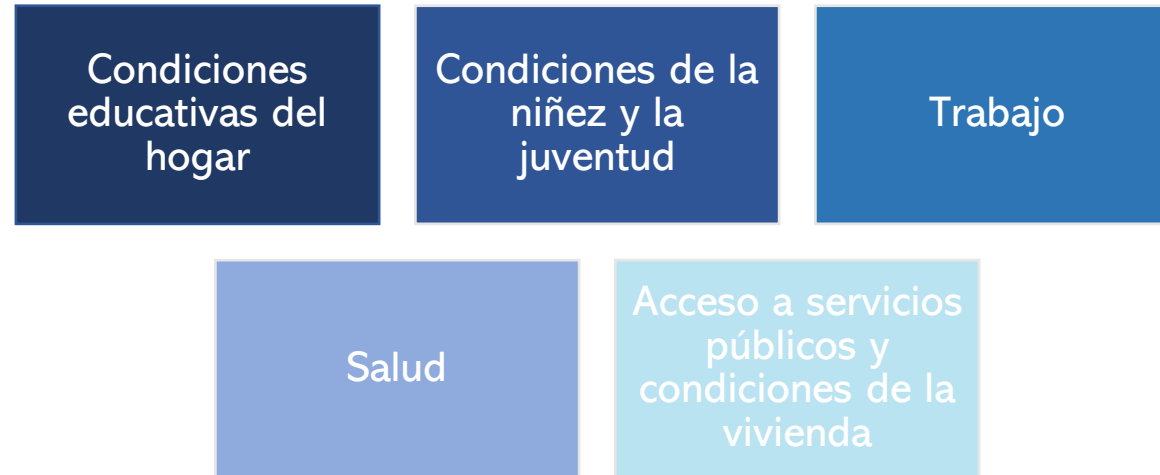 Condiciones
educativas del
hogar
Condiciones de la
niñez y la
juventud
Trabajo
Salud
Acceso a servicios
públicos y
condiciones de la
vivienda